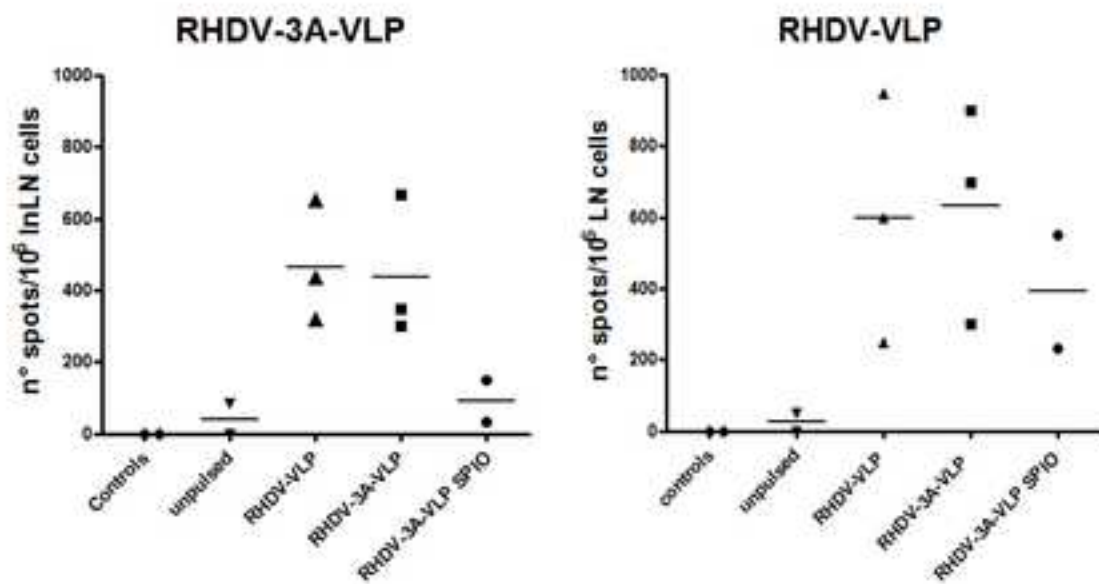 RHDV-3A-VLP
n° spots/10⁶ lnLN cells
1000
800
600
400
200
0
Controls
unpulsed
RHDV-VLP
RHDV-3A-VLP
RHDV-3A-VLP SPIO
RHDV-VLP
n° spots/10⁶ LN cells
1000
800
600
400
200
0
controls
unpulsed
RHDV-VLP
RHDV-3A-VLP
RHDV-3A-VLP SPIO